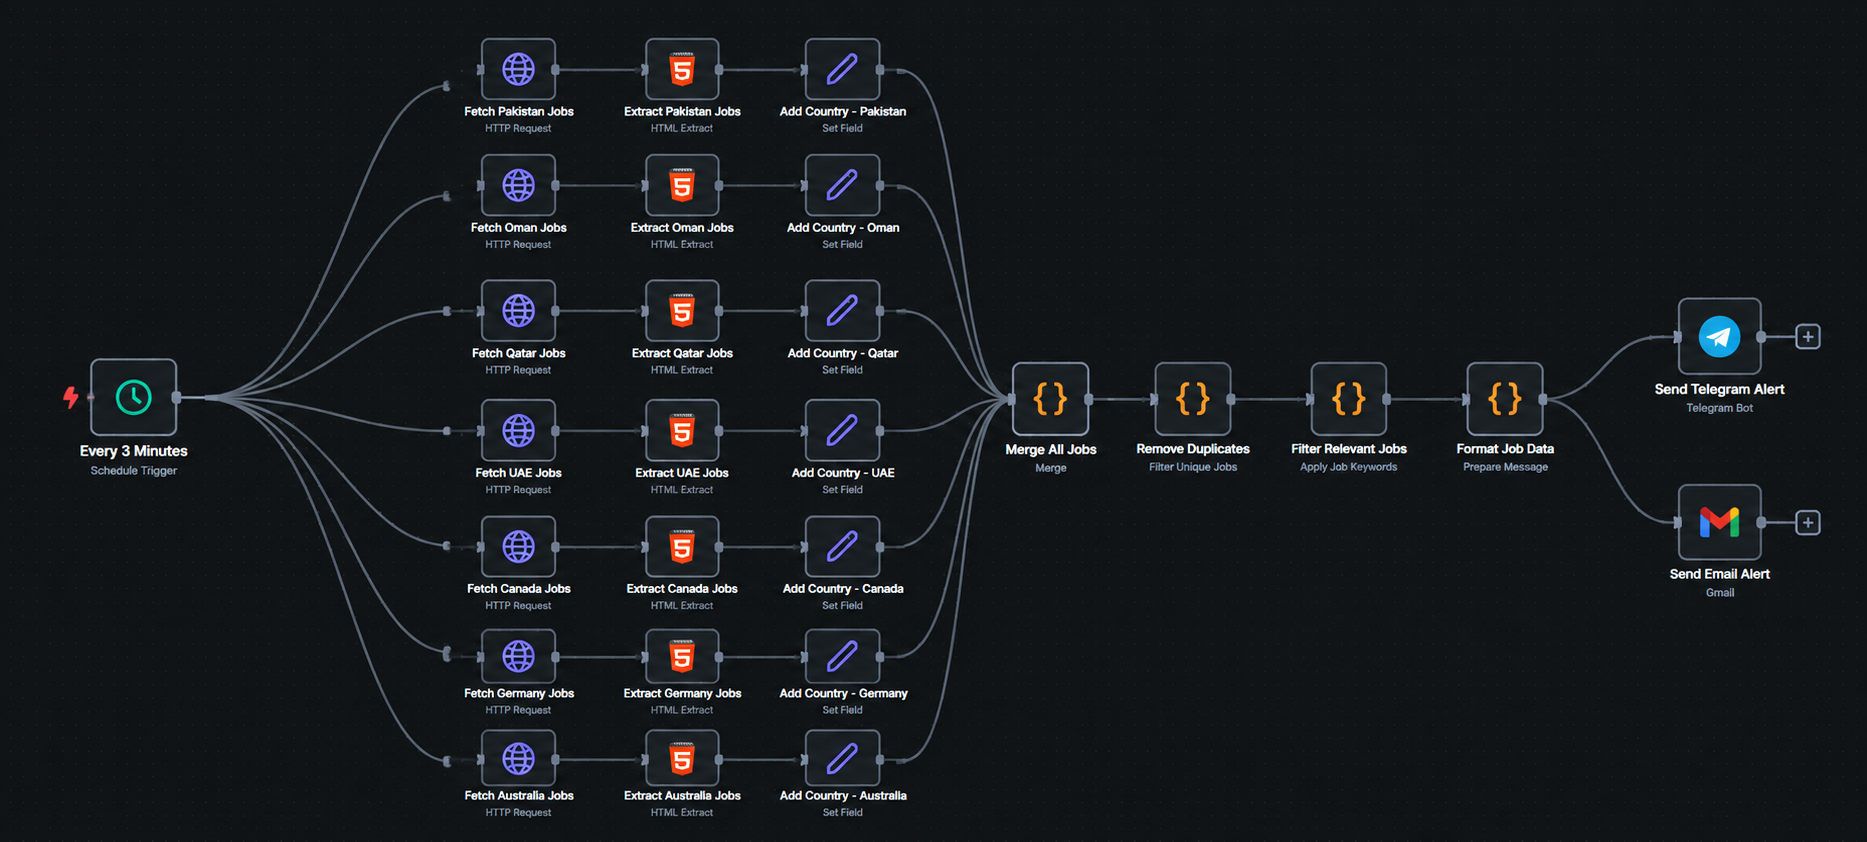 Fetch Pakistan Jobs
HTTP Request
Extract Pakistan Jobs
HTML Extract
Add Country - Pakistan
Set Field
Fetch Oman Jobs
HTTP Request
Extract Oman Jobs
HTML Extract
Add Country - Oman
Set Field
Fetch Qatar Jobs
HTTP Request
Extract Qatar Jobs
HTML Extract
Add Country - Qatar
Set Field
Every 3 Minutes
Schedule Trigger
Fetch UAE Jobs
HTTP Request
Extract UAE Jobs
HTML Extract
Add Country - UAE
Set Field
Fetch Canada Jobs
HTTP Request
Extract Canada Jobs
HTML Extract
Add Country - Canada
Set Field
Fetch Germany Jobs
HTTP Request
Extract Germany Jobs
HTML Extract
Add Country - Germany
Set Field
Fetch Australia Jobs
HTTP Request
Extract Australia Jobs
HTML Extract
Add Country - Australia
Set Field
Merge All Jobs
Merge
Remove Duplicates
Filter Unique Jobs
Filter Relevant Jobs
Apply Job Keywords
Format Job Data
Prepare Message
Send Telegram Alert
Telegram Bot
Send Email Alert
Gmail